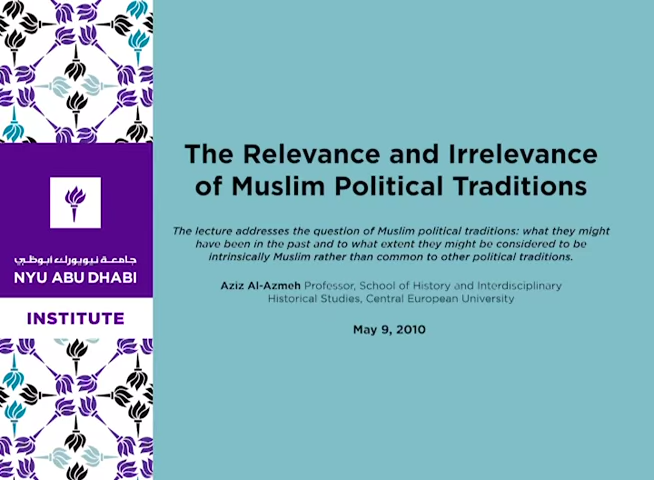 The Relevance and Irrelevance
of Muslim Political Traditions
The lecture addresses the question of Muslim political traditions: what they might
have been in the past and to what extent they might be considered to be
intrinsically Muslim rather than common to other political traditions.
Aziz Al-Azmeh Professor, School of History and Interdisciplinary
Historical Studies, Central European University
May 9, 2010
جامعة نيويورك أبوظبي
NYU ABU DHABI
INSTITUTE